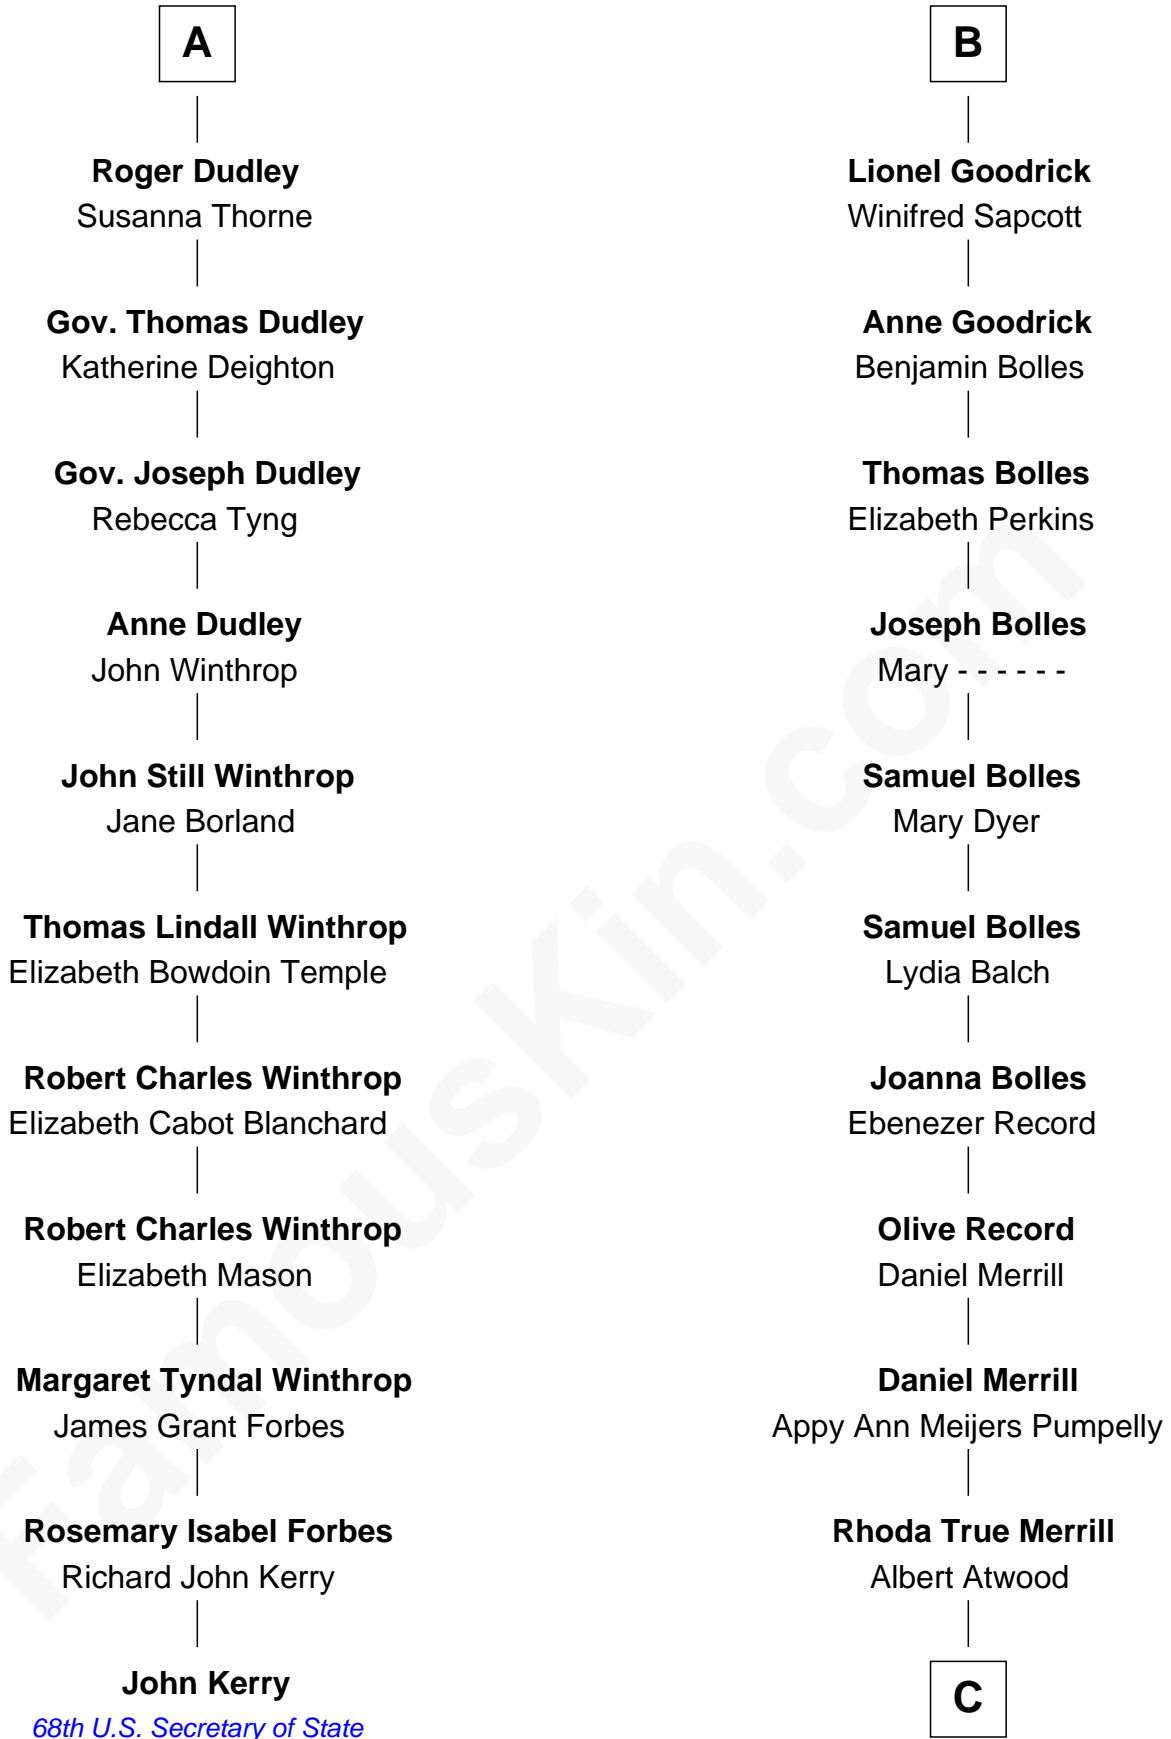 A
Roger Dudley
Susanna Thorne
Gov. Thomas Dudley
Katherine Deighton
Gov. Joseph Dudley
Rebecca Tyng
Anne Dudley
John Winthrop
John Still Winthrop
Jane Borland
Thomas Lindall Winthrop
Elizabeth Bowdoin Temple
Robert Charles Winthrop
Elizabeth Cabot Blanchard
Robert Charles Winthrop
Elizabeth Mason
Margaret Tyndal Winthrop
James Grant Forbes
Rosemary Isabel Forbes
Richard John Kerry
John Kerry
68th U.S. Secretary of State
B
Lionel Goodrick
Winifred Sapcott
Anne Goodrick
Benjamin Bolles
Thomas Bolles
Elizabeth Perkins
Joseph Bolles
Mary - - - - - -
Samuel Bolles
Mary Dyer
Samuel Bolles
Lydia Balch
Joanna Bolles
Ebenezer Record
Olive Record
Daniel Merrill
Daniel Merrill
Appy Ann Meijers Pumpelly
Rhoda True Merrill
Albert Atwood
C
FamousKin.com